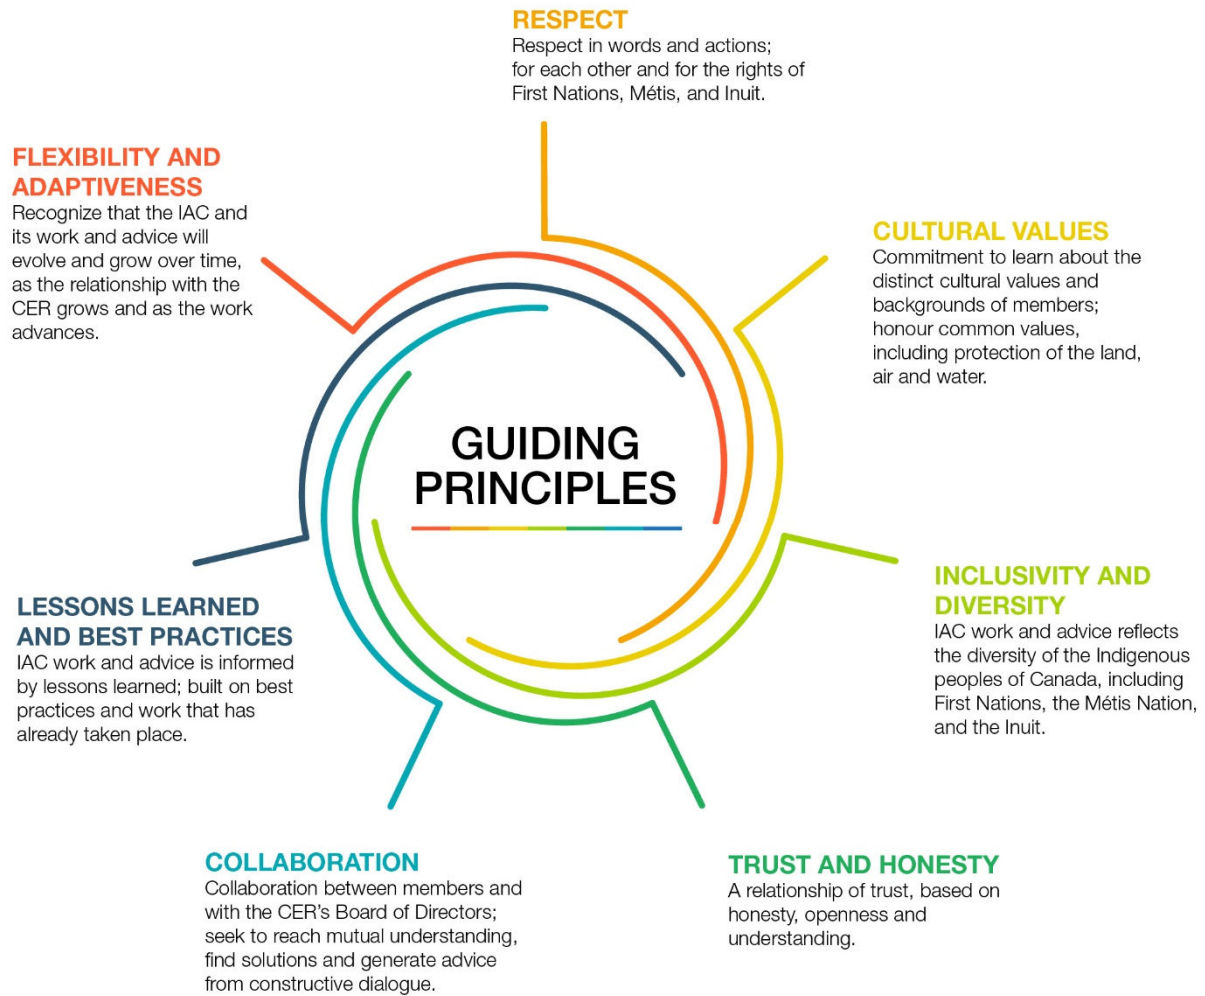 RESPECT
Respect in words and actions;
for each other and for the rights of
First Nations, Métis, and Inuit.
FLEXIBILITY AND
ADAPTIVENESS
Recognize that the IAC and
its work and advice will
evolve and grow over time,
as the relationship with the
CER grows and as the work
advances.
CULTURAL VALUES
Commitment to learn about the
distinct cultural values and
backgrounds of members;
honour common values,
including protection of the land,
air and water.
GUIDING
PRINCIPLES
LESSONS LEARNED
AND BEST PRACTICES
IAC work and advice is informed
by lessons learned; built on best
practices and work that has
already taken place.
INCLUSIVITY AND
DIVERSITY
IAC work and advice reflects
the diversity of the Indigenous
peoples of Canada, including
First Nations, the Métis Nation,
and the Inuit.
COLLABORATION
Collaboration between members and
with the CER's Board of Directors;
seek to reach mutual understanding,
find solutions and generate advice
from constructive dialogue.
TRUST AND HONESTY
A relationship of trust, based on
honesty, openness and
understanding.